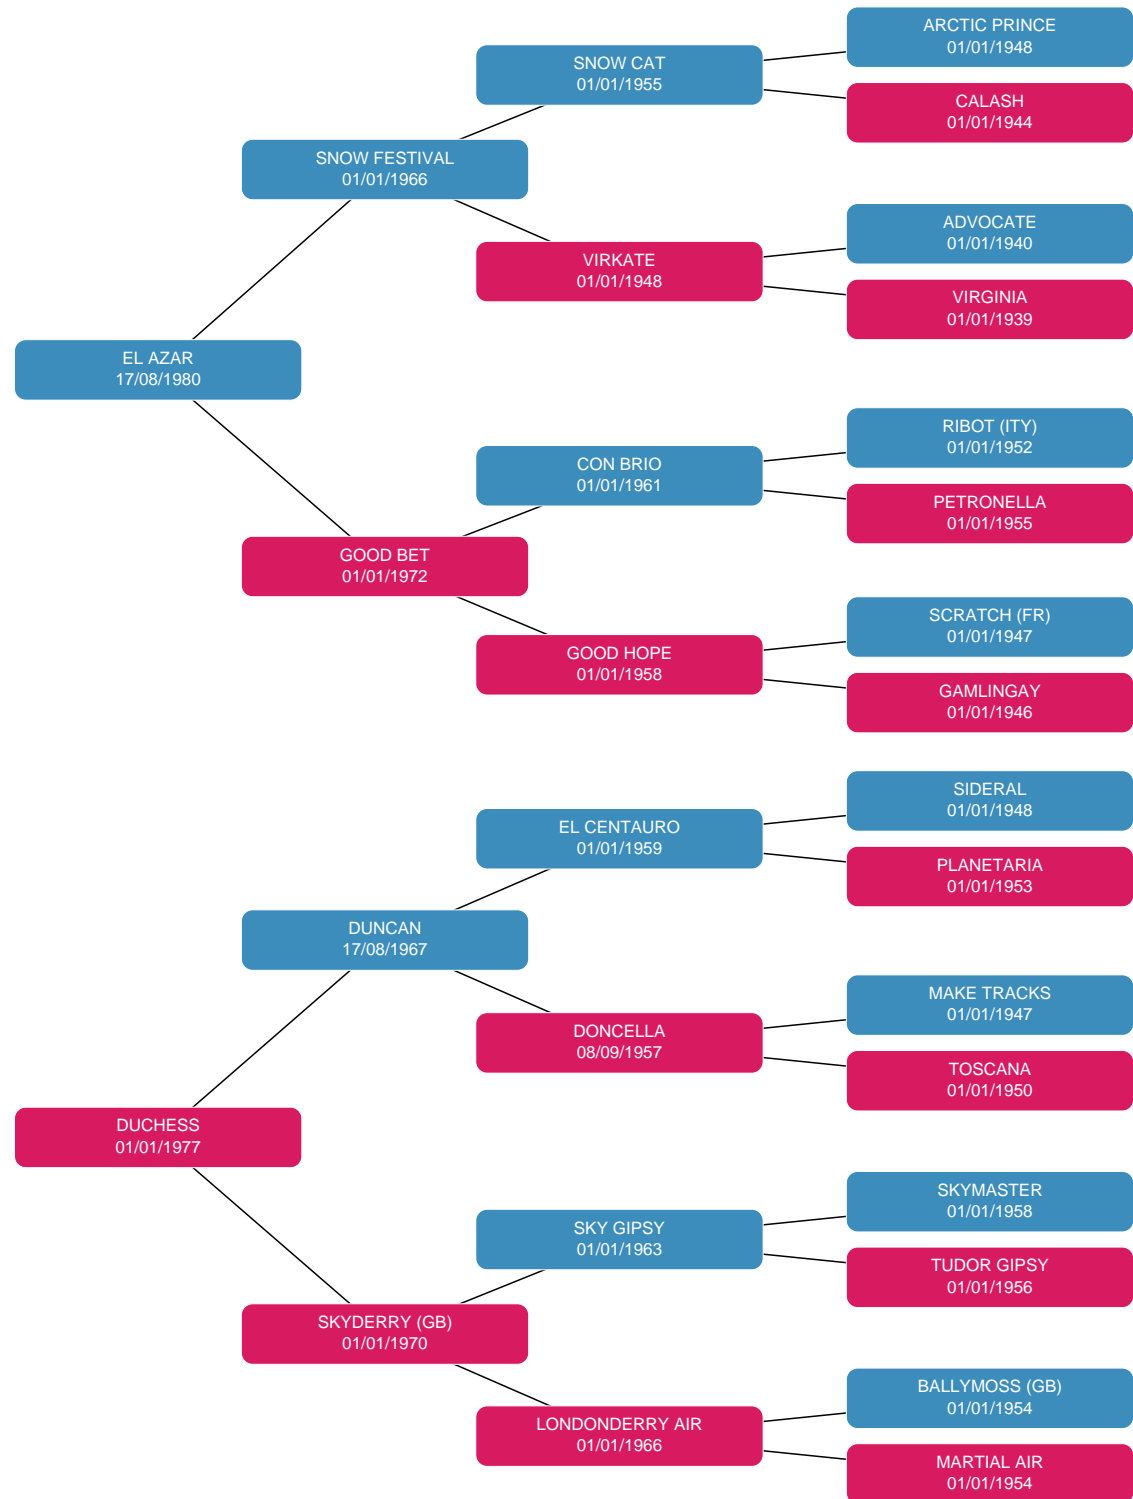 ARCTIC PRINCE
01/01/1948
SNOW CAT
01/01/1955
CALASH
01/01/1944
SNOW FESTIVAL
01/01/1966
ADVOCATE
01/01/1940
VIRKATE
01/01/1948
VIRGINIA
01/01/1939
EL AZAR
17/08/1980
RIBOT (ITY)
01/01/1952
CON BRIO
01/01/1961
PETRONELLA
01/01/1955
GOOD BET
01/01/1972
SCRATCH (FR)
01/01/1947
GOOD HOPE
01/01/1958
GAMLINGAY
01/01/1946
SIDERAL
01/01/1948
EL CENTAURO
01/01/1959
PLANETARIA
01/01/1953
DUNCAN
17/08/1967
MAKE TRACKS
01/01/1947
DONCELLA
08/09/1957
TOSCANA
01/01/1950
DUCHESS
01/01/1977
SKYMASTER
01/01/1958
SKY GIPSY
01/01/1963
TUDOR GIPSY
01/01/1956
SKYDERRY (GB)
01/01/1970
BALLYMOSS (GB)
01/01/1954
LONDONDERRY AIR
01/01/1966
MARTIAL AIR
01/01/1954